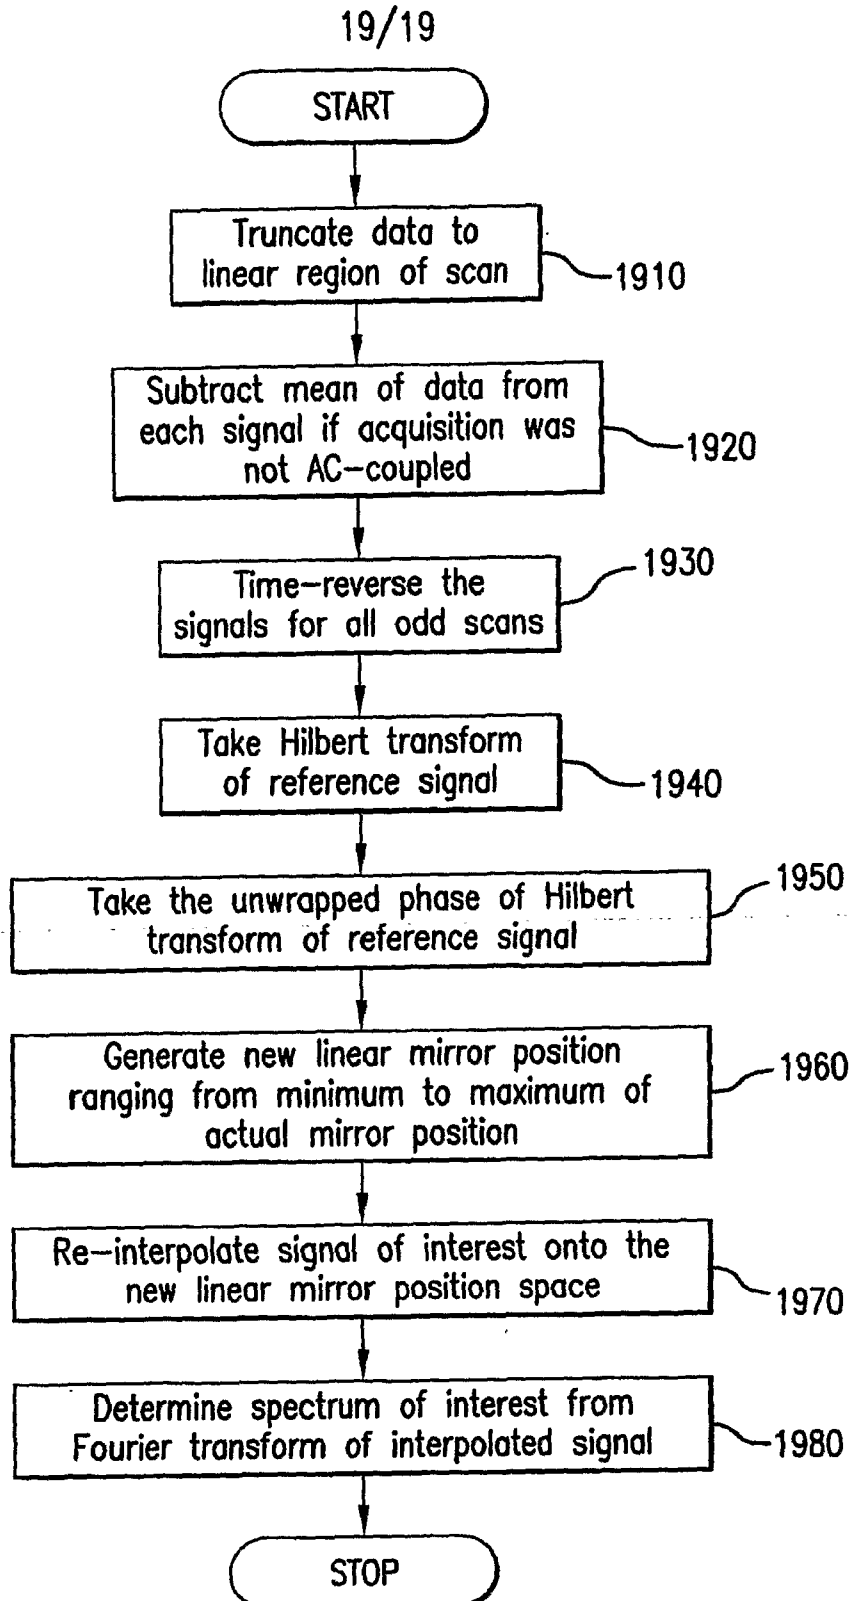 19/19
START
Truncate data to
linear region of scan
1910
Subtract mean of data from
each signal if acquisition was
not AC-coupled
1920
Time-reverse the
signals for all odd scans
1930
Take Hilbert transform
of reference signal
1940
Take the unwrapped phase of Hilbert
transform of reference signal
1950
Generate new linear mirror position
ranging from minimum to maximum of
actual mirror position
1960
Re-interpolate signal of interest onto the
new linear mirror position space
1970
Determine spectrum of interest from
Fourier transform of interpolated signal
1980
STOP